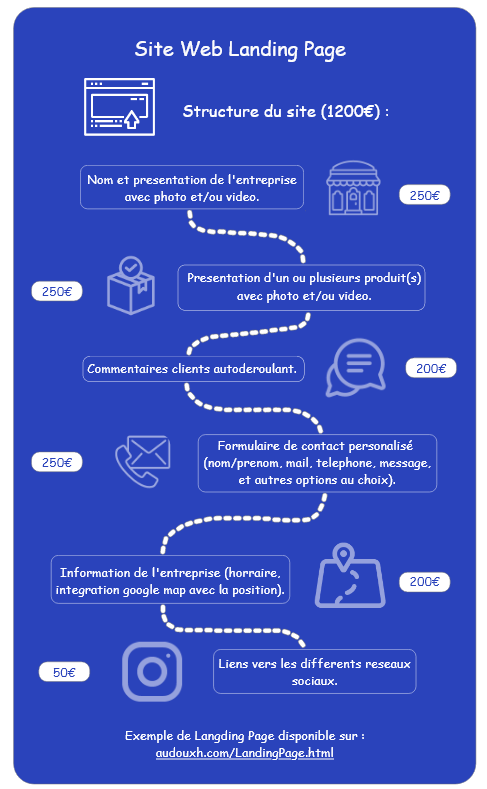 Site Web Landing Page
Structure du site (1200€) :
Nom et presentation de l'entreprise
avec photo et/ou video.
250€
250€
Presentation d'un ou plusieurs produit(s)
avec photo et/ou video.
Commentaires clients autoderoulant.
200€
250€
Formulaire de contact personalisé
(nom/prenom, mail, telephone, message,
et autres options au choix).
Information de l'entreprise (horraire,
integration google map avec la position).
200€
50€
Liens vers les differents reseaux
sociaux.
Exemple de Langding Page disponible sur :
audouxh.com/LandingPage.html